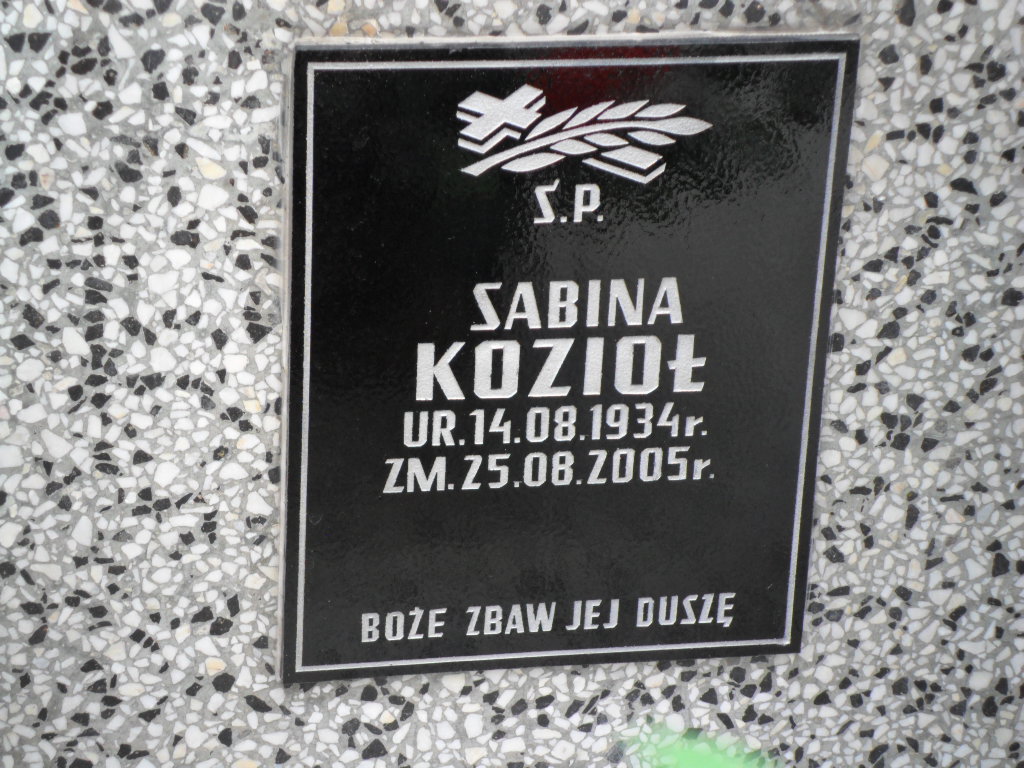 S.P.
SABINA
KOZIOŁ
UR.14.08.1934r.
ZM.25.08.2005r.
BOŻE ZBAW JEJ DUSZĘ